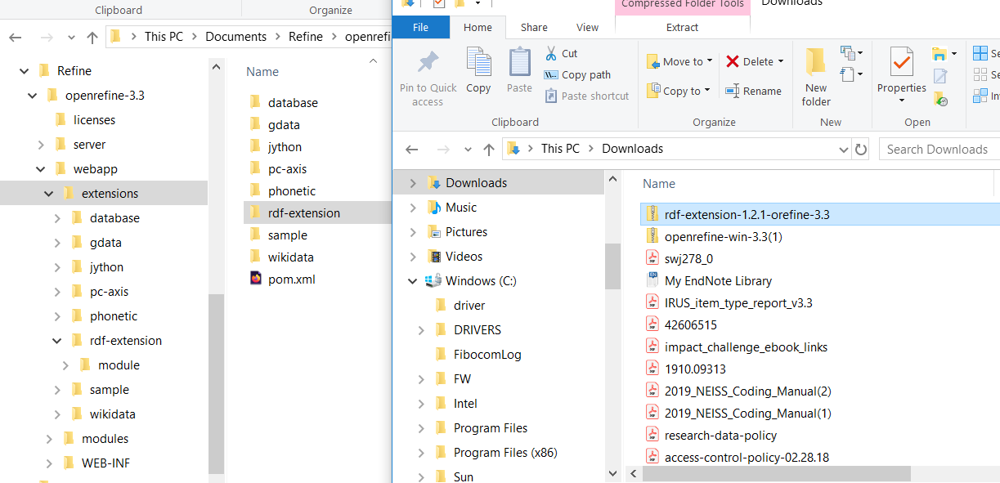 Clipboard
Organize
This PC
Documents
Refine
openrefi
Refine
openrefine-3.3
licenses
server
webapp
extensions
database
gdata
jython
pc-axis
phonetic
rdf-extension
module
sample
wikidata
modules
WEB-INF
Name
database
gdata
jython
pc-axis
phonetic
rdf-extension
sample
wikidata
pom.xml
Compressed Folder Tools
Downloads
File
Home
Share
View
Extract
Pin to Quick
access
Copy
Paste
Cut
Copy path
Paste shortcut
Clipboard
Move to
Copy to
Delete
Rename
Organize
New
folder
New
Properties
Open
Se
Se
In
This PC
Downloads
Search Downloads
Downloads
Music
Pictures
Videos
Windows (C:)
driver
DRIVERS
FibocomLog
FW
Intel
Program Files
Program Files (x86)
Sun
Name
rdf-extension-1.2.1-orefine-3.3
openrefine-win-3.3(1)
swj278_0
My EndNote Library
IRUS_item_type_report_v3.3
42606515
impact_challenge_ebook_links
1910.09313
2019_NEISS_Coding_Manual(2)
2019_NEISS_Coding_Manual(1)
research-data-policy
access-control-policy-02.28.18